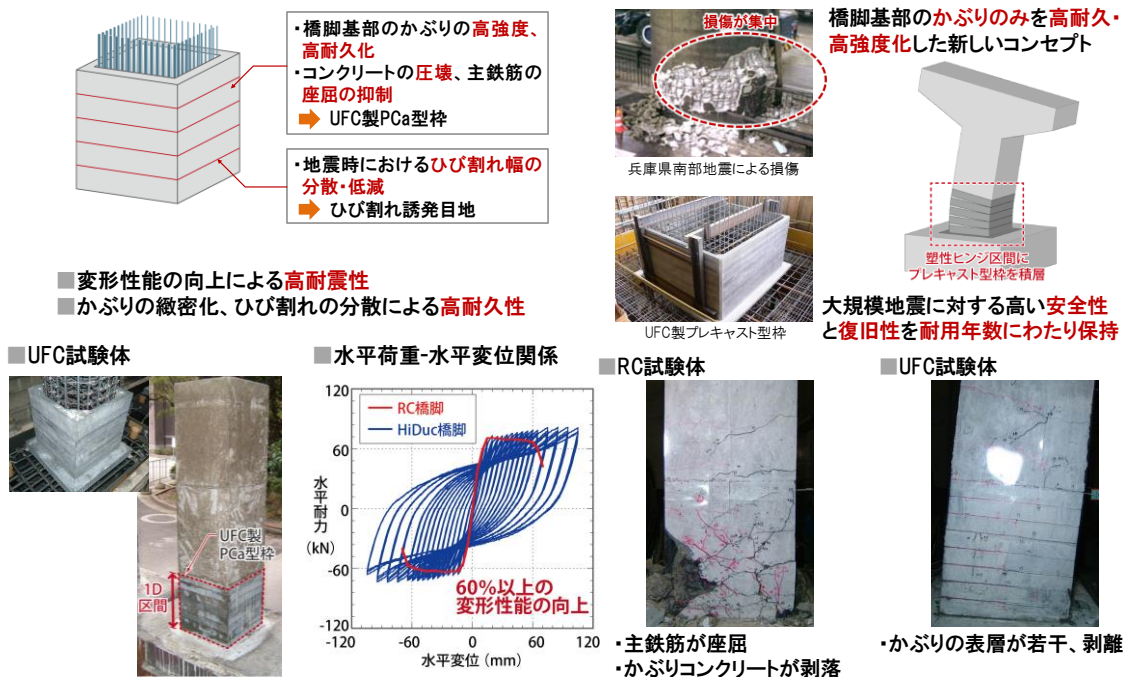 ・橋脚基部のかぶりの高強度、
高耐久化
・コンクリートの圧壊、主鉄筋の
座屈の抑制
UFC製PCa型枠
・地震時におけるひび割れ幅の
分散・低減
ひび割れ誘発目地
■変形性能の向上による高耐震性
■かぶりの緻密化、ひび割れの分散による高耐久性
損傷が集中
兵庫県南部地震による損傷
UFC製プレキャスト型枠
橋脚基部のかぶりのみを高耐久・
高強度化した新しいコンセプト
塑性ヒンジ区間に
プレキャスト型枠を積層
大規模地震に対する高い安全性
と復旧性を耐用年数にわたり保持
■UFC試験体
UFC製
PCa型枠
1D
区間
■水平荷重-水平変位関係
120
60
0
-60
-120
水平耐力
(kN)
RC橋脚
HiDuc橋脚
60%以上の
変形性能の向上
-120
-60
0
60
120
水平変位 (mm)
■RC試験体
・主鉄筋が座屈
・かぶりコンクリートが剥落
■UFC試験体
・かぶりの表層が若干、剥離